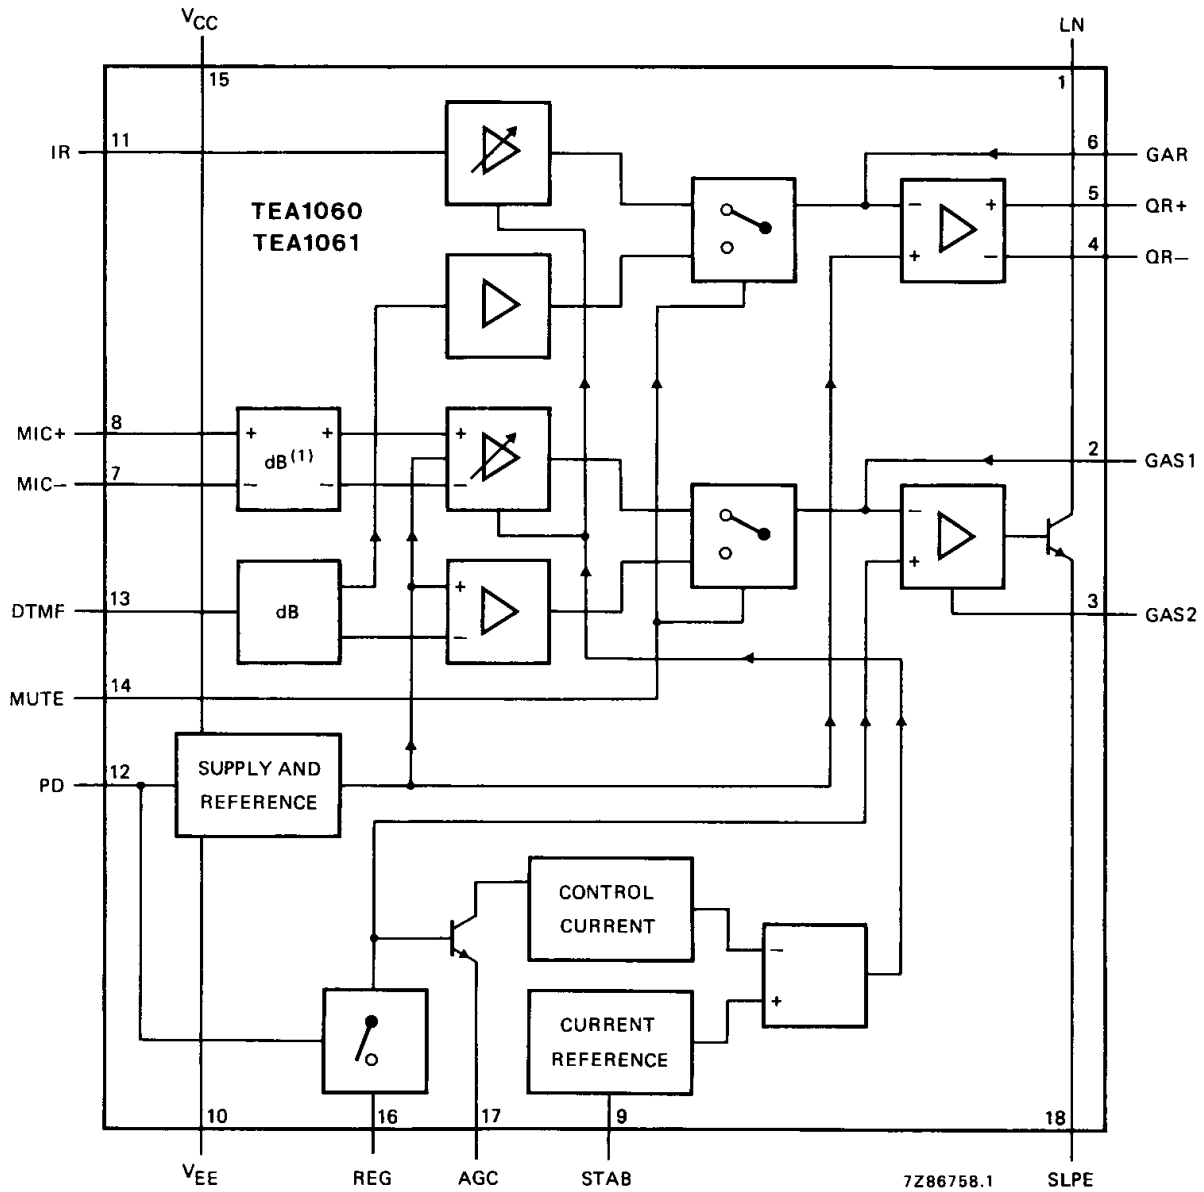 VCC
LN
15
1
IR
11
6
GAR
TEA1060
TEA1061
−
+
5
QR+
+
−
4
QR−
MIC+
8
+
+
+
dB(1)
2
GAS1
MIC−
7
−
−
−
−
+
DTMF
13
dB
+
−
3
GAS2
MUTE
14
PD
12
SUPPLY AND
REFERENCE
CONTROL
CURRENT
−
+
CURRENT
REFERENCE
10
16
17
9
18
VEE
REG
AGC
STAB
7Z86758.1
SLPE